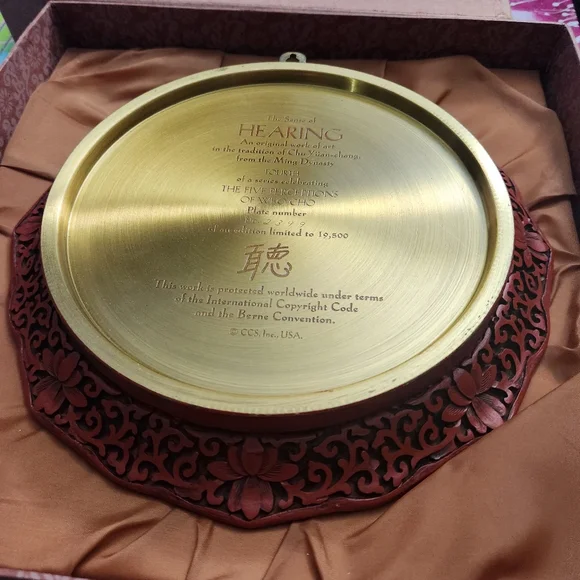 The Sense of
HEARING
An original work of art
in the tradition of Chu Yuan-chang,
from the Ming Dynasty
FOURTH
of a series celebrating
THE FIVE PERCEPTIONS
OF WEO CHO
Plate number
of an edition limited to 19,500
聽
This work is protected worldwide under terms
of the International Copyright Code
and the Berne Convention.
© CCS, Inc., USA.